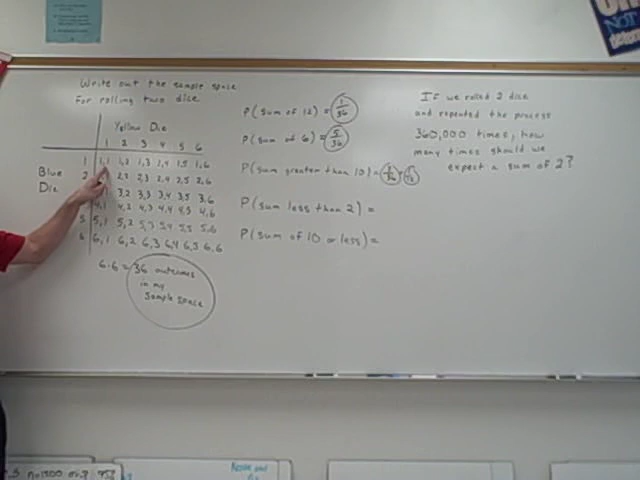 Write out the sample space
for rolling two dice.
Yellow Die
1 2 3 4 5 6
Blue
Die
1 1,1 1,2 1,3 1,4 1,5 1,6
2 2,2 2,3 2,4 2,5 2,6
3,2 3,3 3,4 3,5 3,6
4,1 4,2 4,3 4,4 4,5 4,6
5 5,1 5,2 5,3 5,4 5,5 5,6
6 6,1 6,2 6,3 6,4 6,5 6,6
6·6 = 36 outcomes
in my
sample space
P(sum of 12) = 1/36
P(sum of 6) = 5/36
P(sum greater than 10) = 3/36 = 1/12
P(sum less than 2) =
P(sum of 10 or less) =
If we rolled 2 dice
and repeated the process
360,000 times, how
many times should we
expect a sum of 2?
NOT